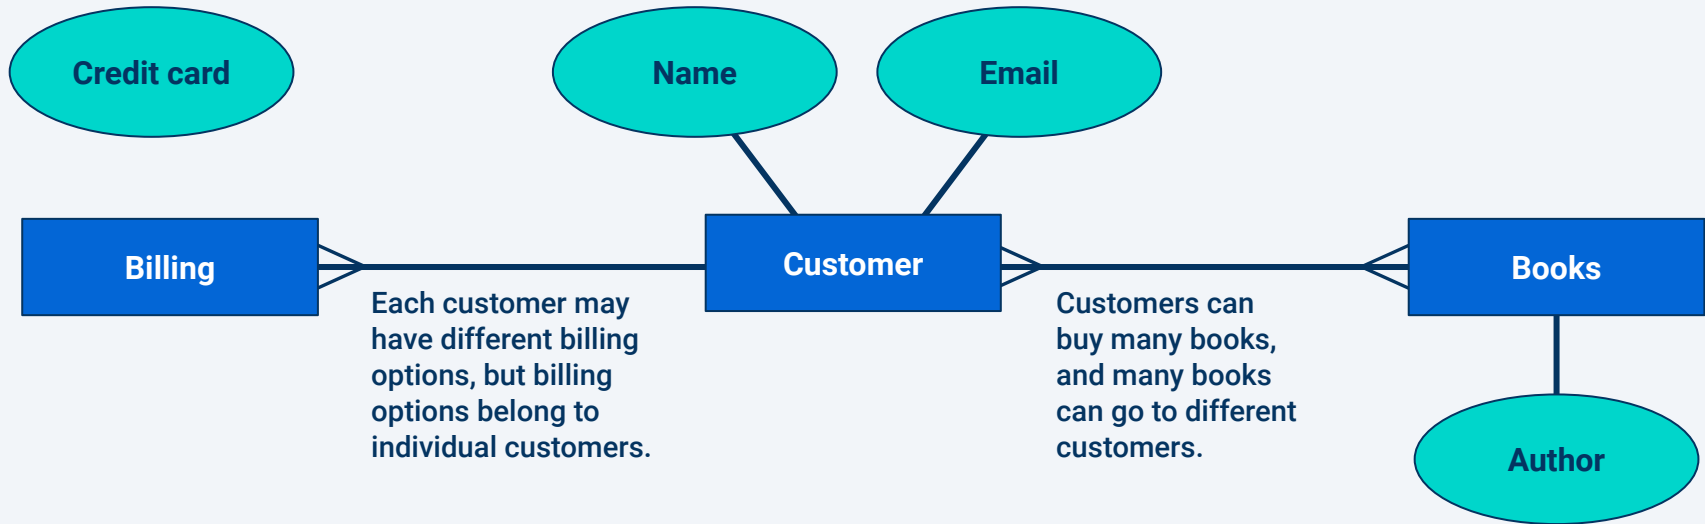 Credit card
Name
Email
Billing
Customer
Books
Each customer may
have different billing
options, but billing
options belong to
individual customers.
Customers can
buy many books,
and many books
can go to different
customers.
Author